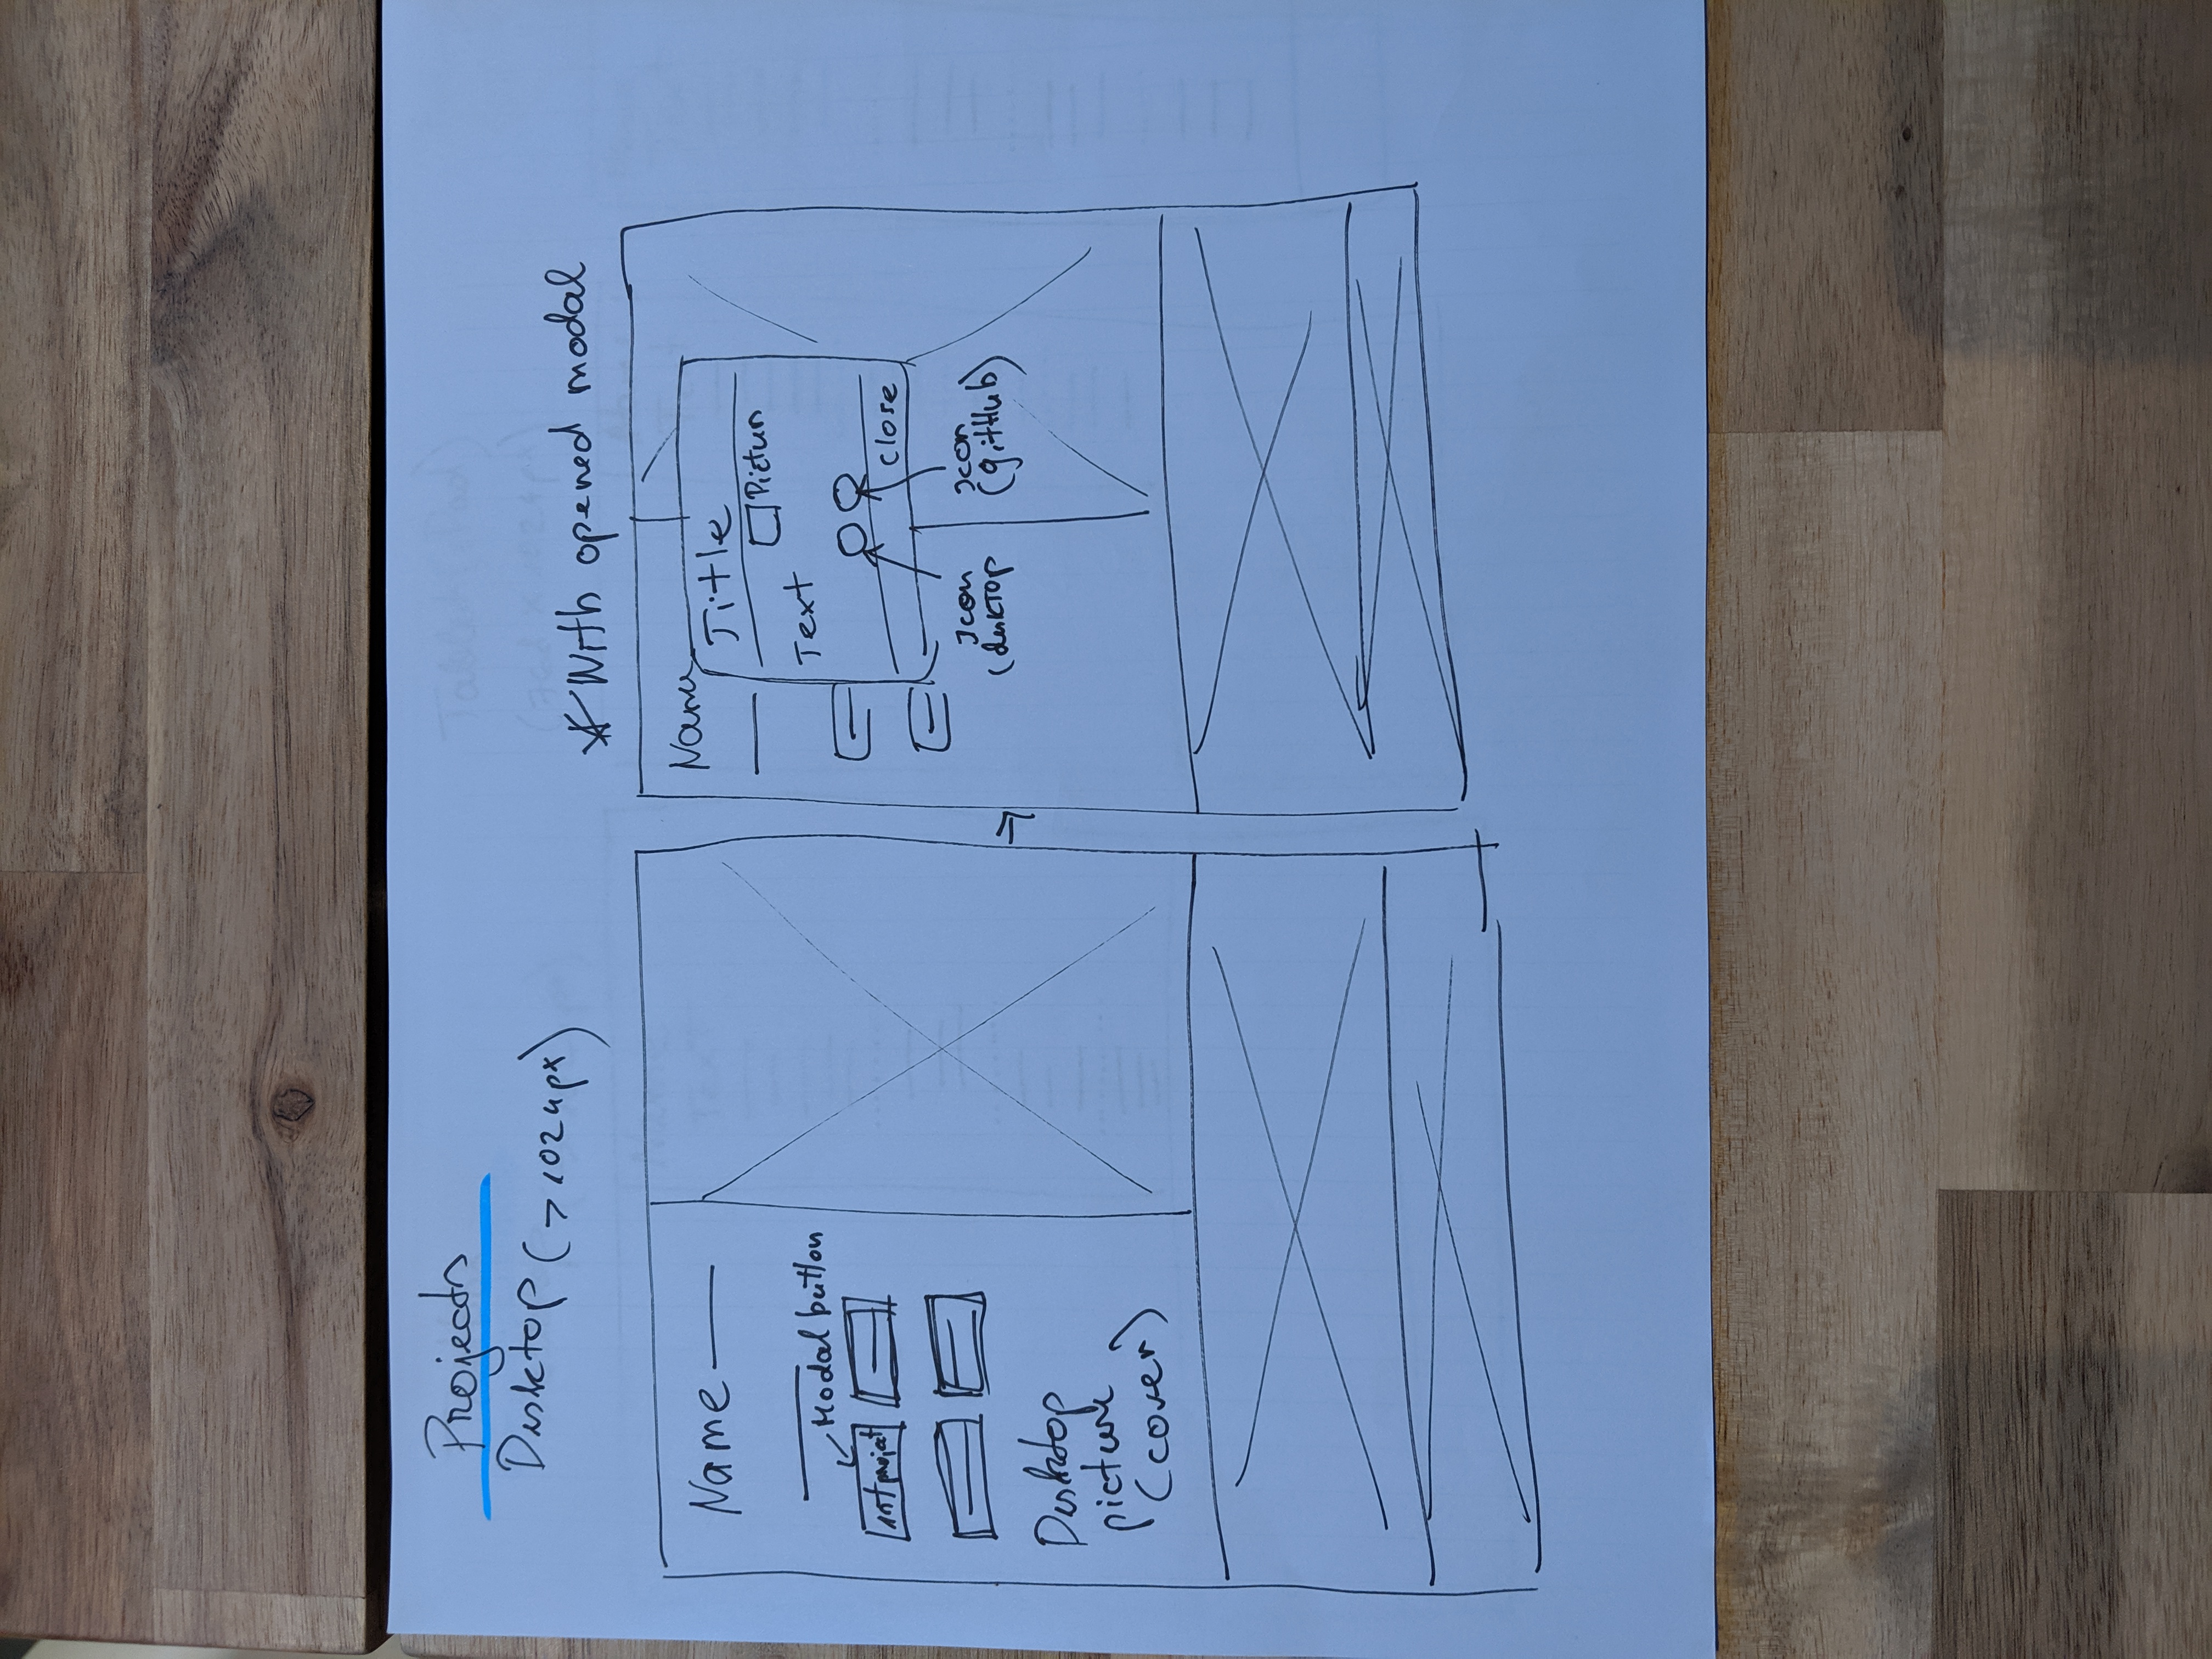 Projects
Desktop (>1024px)
Name
Modal button
1st project
Desktop
picture
(cover)
* With opened modal
Name
Title
Picture
Text
Close
Icon
(desktop
Icon
(gitHub)